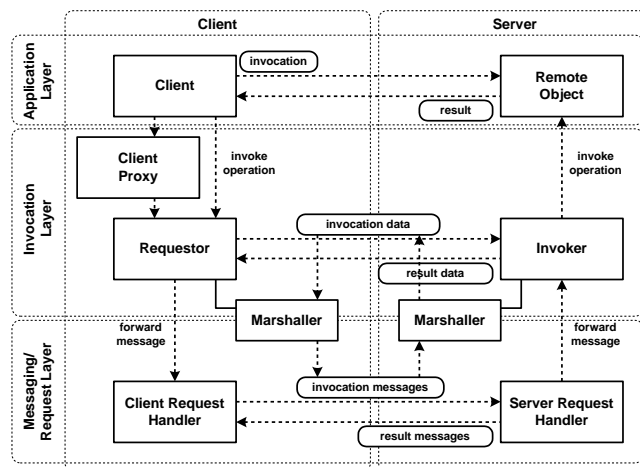 Client
Server
Application
Layer
Client
invocation
result
Remote
Object
Invocation
Layer
Client
Proxy
invoke
operation
invoke
operation
Requestor
invocation data
result data
Invoker
Marshaller
Marshaller
Messaging/
Request Layer
forward
message
forward
message
invocation messages
Client Request
Handler
result messages
Server Request
Handler